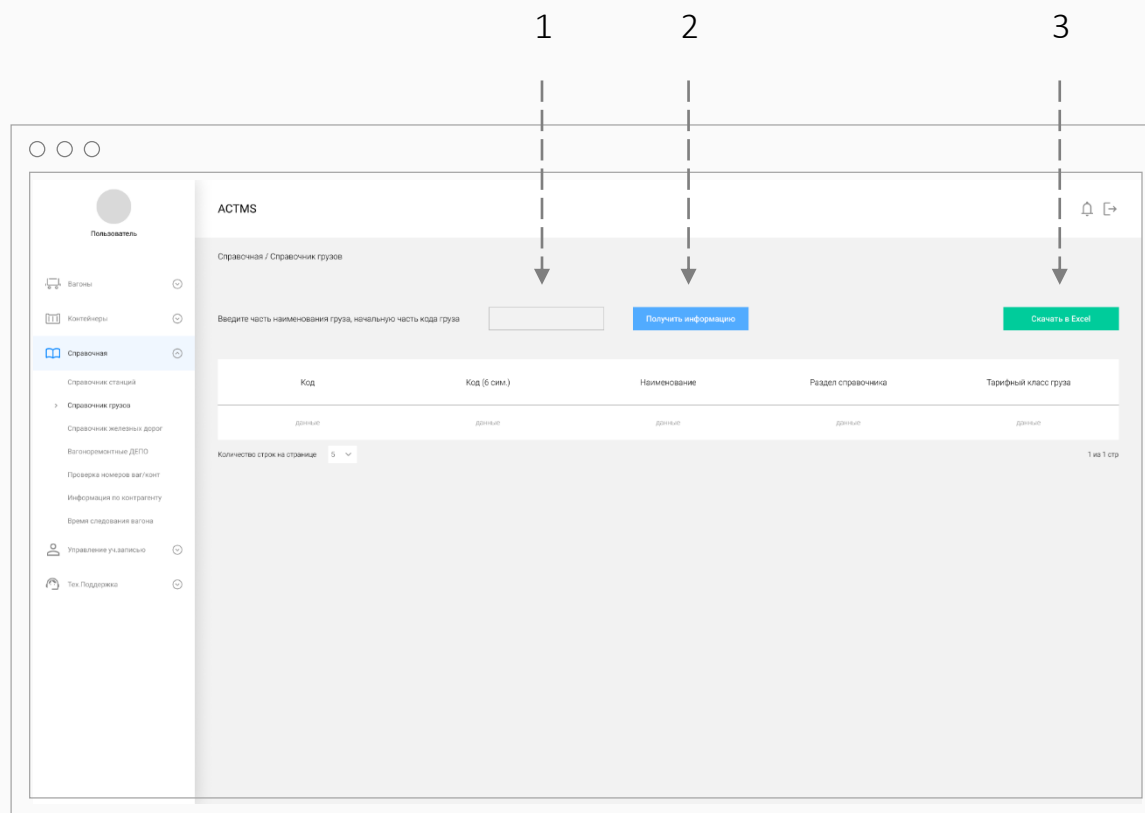 1 2 3
ACTMS
Пользователь
Справочная / Справочник грузов
Вагоны
Контейнеры
Введите часть наименования груза, начальную часть кода груза
Получить информацию
Скачать в Excel
Справочная
Справочник станций
Справочник грузов
Справочник железных дорог
Вагоноремонтные ДЕПО
Проверка номеров ваг/конт
Информация по контрагенту
Время следования вагона
Управление уч.записью
Тех.Поддержка
Код Код (6 сим.) Наименование Раздел справочника Тарифный класс груза
данные данные данные данные данные
Количество строк на странице 5
1 из 1 стр